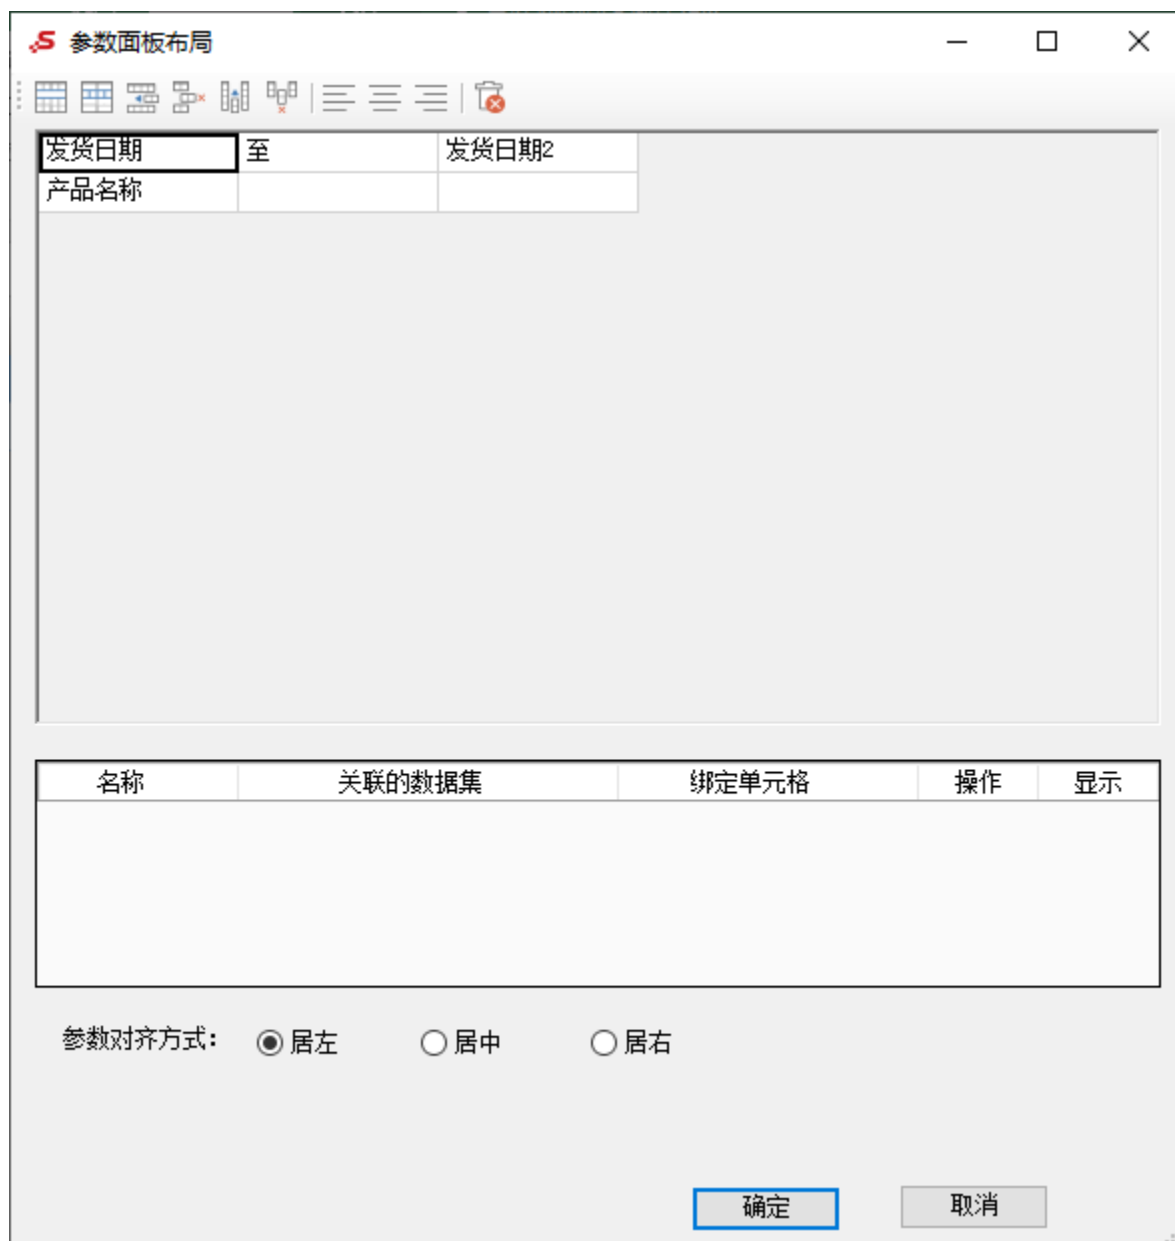 参数面板布局
发货日期 至 发货日期2
产品名称
名称 关联的数据集 绑定单元格 操作 显示
参数对齐方式: 居左 居中 居右
确定 取消